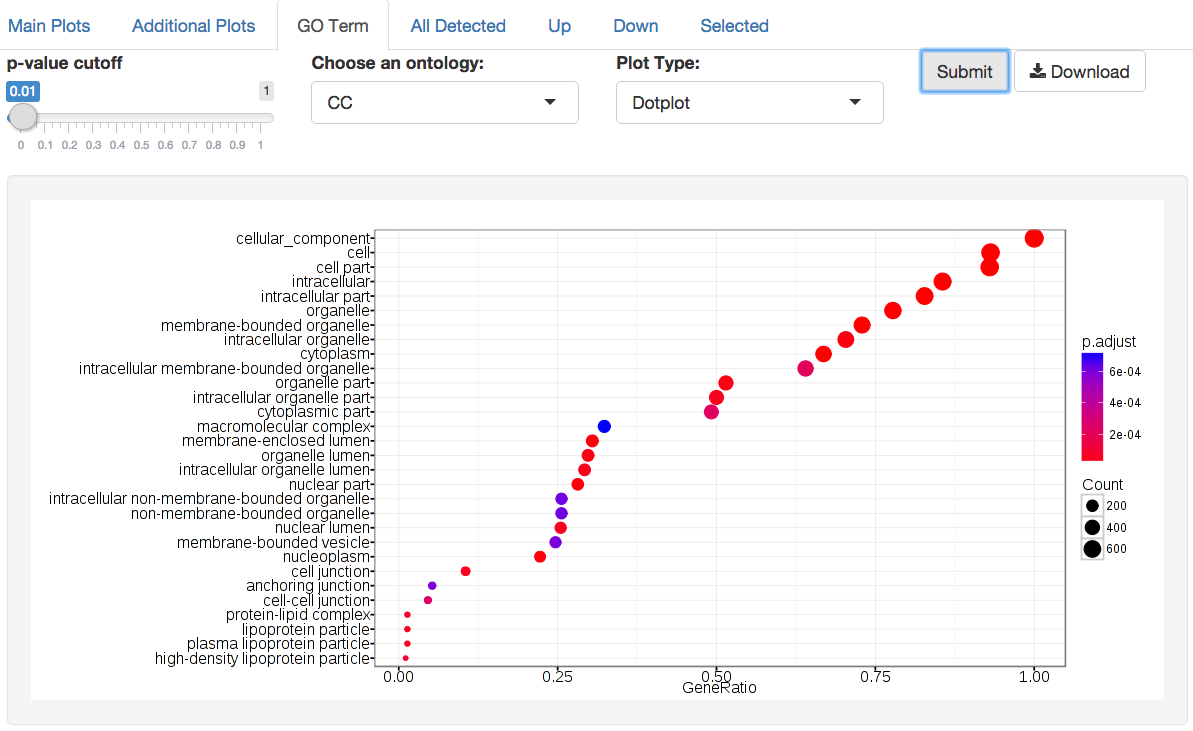 Main Plots Additional Plots GO Term All Detected Up Down Selected
p-value cutoff Choose an ontology: Plot Type:
0.01 1 CC Dotplot Submit Download
0 0.1 0.2 0.3 0.4 0.5 0.6 0.7 0.8 0.9 1
cellular_component
cell
cell part
intracellular
intracellular part
organelle
membrane-bounded organelle
intracellular organelle
cytoplasm
intracellular membrane-bounded organelle
organelle part
intracellular organelle part
cytoplasmic part
macromolecular complex
membrane-enclosed lumen
organelle lumen
intracellular organelle lumen
nuclear part
intracellular non-membrane-bounded organelle
non-membrane-bounded organelle
nuclear lumen
membrane-bounded vesicle
nucleoplasm
cell junction
anchoring junction
cell-cell junction
protein-lipid complex
lipoprotein particle
plasma lipoprotein particle
high-density lipoprotein particle
0.00 0.25 0.50 0.75 1.00
GeneRatio
p.adjust
6e-04
4e-04
2e-04
Count
200
400
600